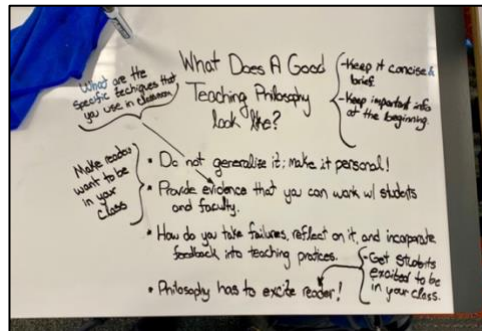 What Does A Good
Teaching Philosophy
look like?
What are the
specific techiques that
you use in classroom
-Keep it concise &
brief.
-Keep important info
at the beginning.
Make reader
want to be
in your
class
• Do not generalize it; make it personal!
• Provide evidence that you can work w/ students
and faculty.
• How do you take failures, reflect on it, and incorporate
feedback into teaching pratices.
-Get students
excited to be
in your class.
• Philosophy has to excite reader!